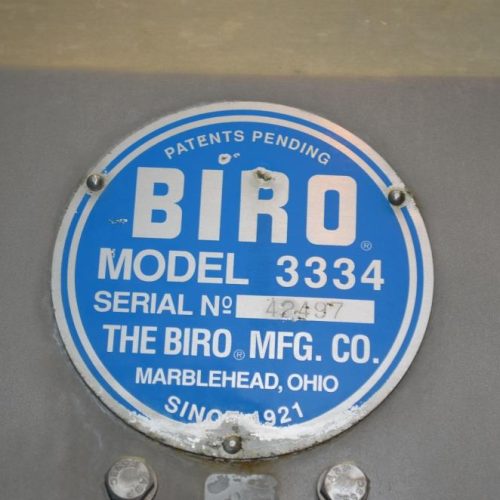 PATENTS PENDING
BIRO®
MODEL 3334
SERIAL Nº 42497
THE BIRO® MFG. CO.
MARBLEHEAD, OHIO
SINCE 1921